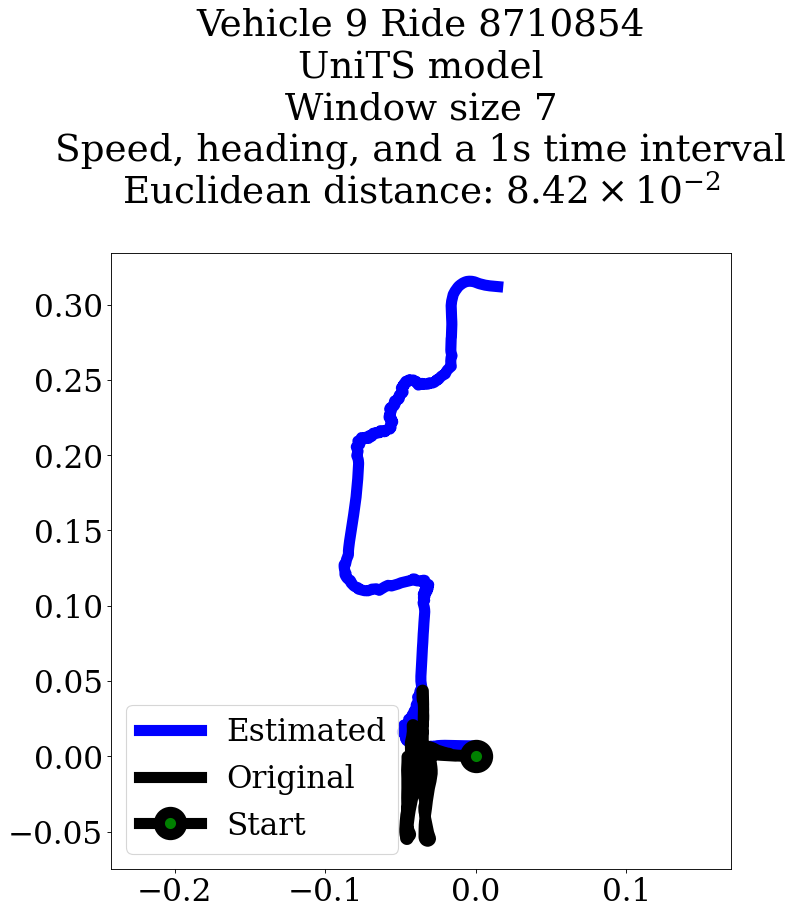 Vehicle 9 Ride 8710854
UniTS model
Window size 7
Speed, heading, and a 1s time interval
Euclidean distance: 8.42 × 10⁻²
0.30
0.25
0.20
0.15
0.10
0.05
0.00
−0.05
Estimated
Original
Start
−0.2 −0.1 0.0 0.1